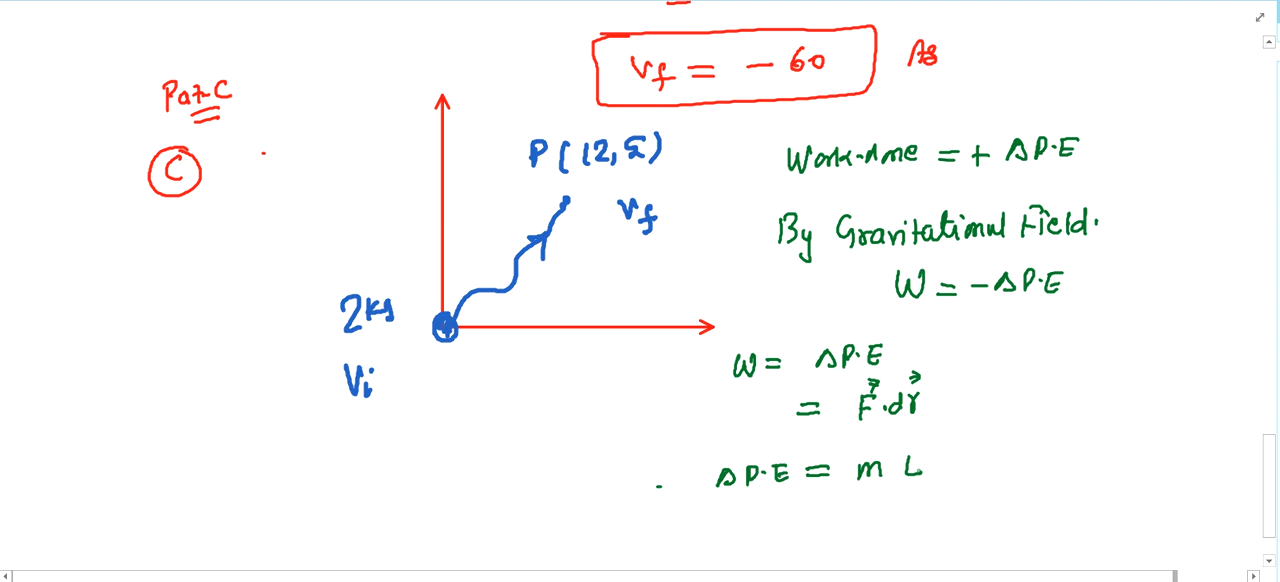 Vf = - 60 As
Part C
C
P(12,5)
Vf
2kg
Vi
Work-done = + ΔP.E
By Gravitational Field.
W = - ΔP.E
W = ΔP.E
= F⃗.dr⃗
ΔP.E = m L